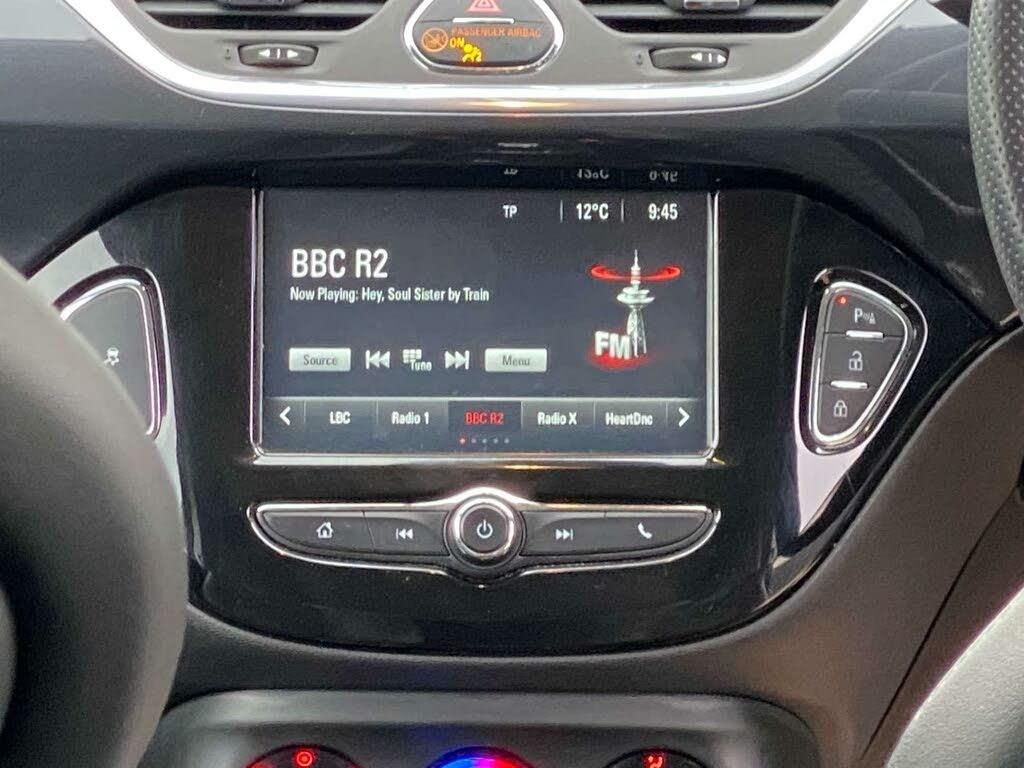 PASSENGER AIRBAG
ON
TP 12°C 9:45
BBC R2
Now Playing: Hey, Soul Sister by Train
FM
Source Tune Menu
LBC Radio 1 BBC R2 Radio X HeartDnc
P